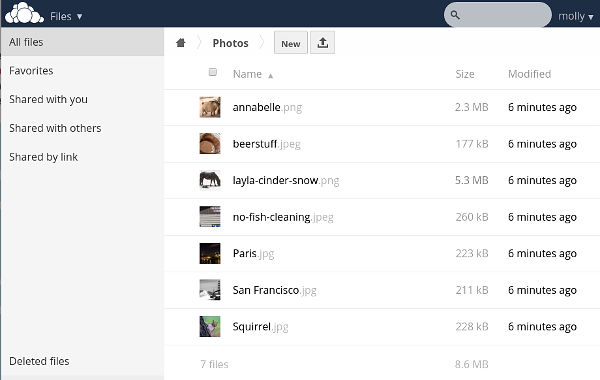 Files ▾
molly ▾
All files
Favorites
Shared with you
Shared with others
Shared by link
Deleted files
Photos
New
Name ▲ Size Modified
annabelle.png 2.3 MB 6 minutes ago
beerstuff.jpeg 177 kB 6 minutes ago
layla-cinder-snow.png 5.3 MB 6 minutes ago
no-fish-cleaning.jpeg 260 kB 6 minutes ago
Paris.jpg 223 kB 6 minutes ago
San Francisco.jpg 211 kB 6 minutes ago
Squirrel.jpg 228 kB 6 minutes ago
7 files 8.6 MB